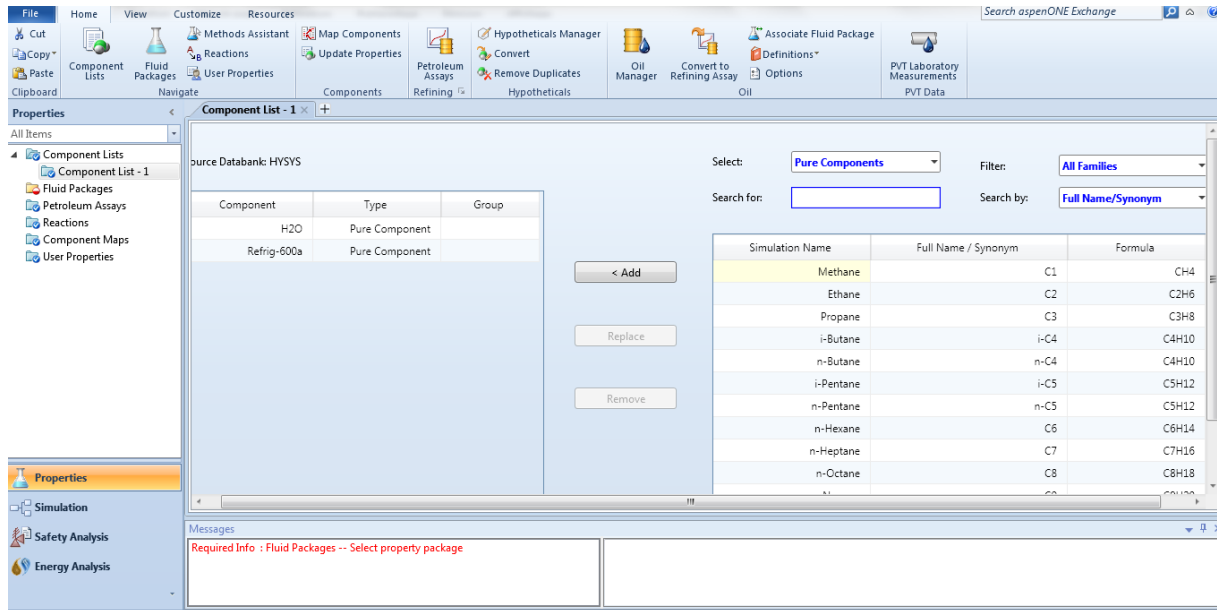 File Home View Customize Resources Search aspenONE Exchange
Cut
Copy
Paste
Clipboard
Component Lists
Fluid Packages
Methods Assistant
Reactions
User Properties
Navigate
Map Components
Update Properties
Components
Petroleum Assays
Refining
Hypotheticals Manager
Convert
Remove Duplicates
Hypotheticals
Oil Manager
Convert to Refining Assay
Associate Fluid Package
Definitions
Options
Oil
PVT Laboratory Measurements
PVT Data
Properties <
All Items
Component Lists
Component List - 1
Fluid Packages
Petroleum Assays
Reactions
Component Maps
User Properties
Properties
Simulation
Safety Analysis
Energy Analysis
Component List - 1 × +
ource Databank: HYSYS
Component Type Group
H2O Pure Component
Refrig-600a Pure Component
< Add
Replace
Remove
Select: Pure Components Filter: All Families
Search for: Search by: Full Name/Synonym
Simulation Name Full Name / Synonym Formula
Methane C1 CH4
Ethane C2 C2H6
Propane C3 C3H8
i-Butane i-C4 C4H10
n-Butane n-C4 C4H10
i-Pentane i-C5 C5H12
n-Pentane n-C5 C5H12
n-Hexane C6 C6H14
n-Heptane C7 C7H16
n-Octane C8 C8H18
Messages
Required Info : Fluid Packages -- Select property package